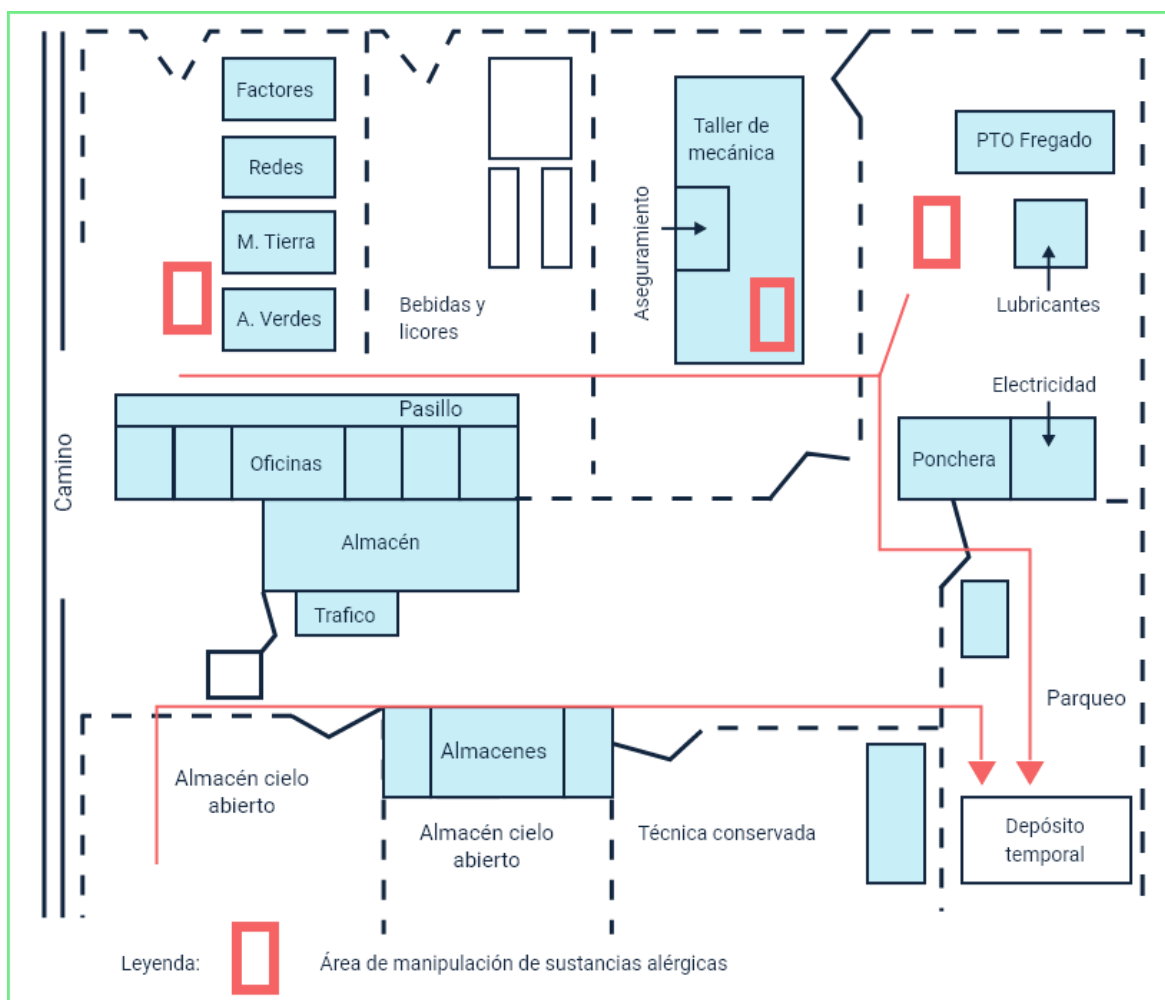 Factores
Redes
M. Tierra
A. Verdes
Bebidas y
licores
Taller de
mecánica
Aseguramiento
PTO Fregado
Lubricantes
Electricidad
Ponchera
Camino
Pasillo
Oficinas
Almacén
Trafico
Parqueo
Almacén cielo
abierto
Almacenes
Almacén cielo
abierto
Técnica conservada
Depósito
temporal
Leyenda:
Área de manipulación de sustancias alérgicas